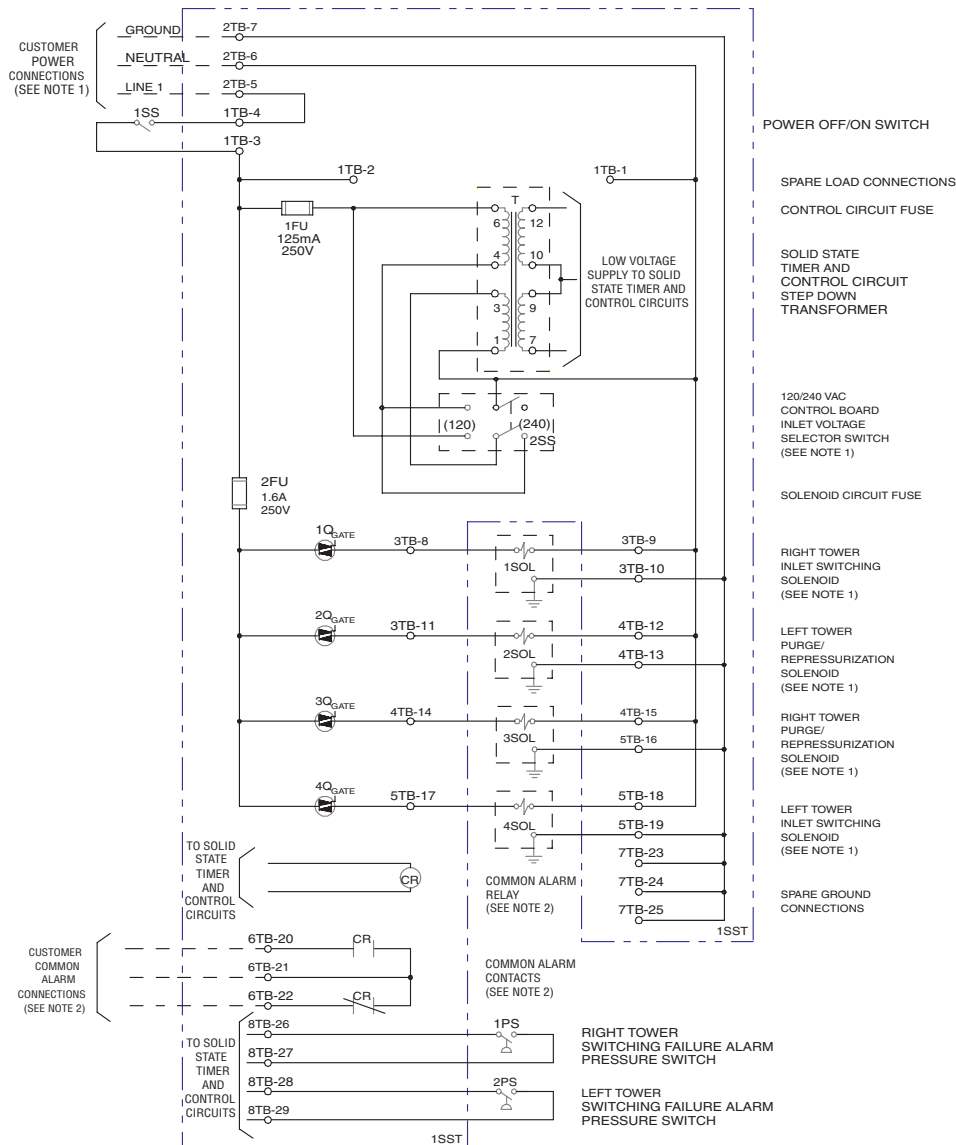 GROUND
2TB-7
CUSTOMER
POWER
CONNECTIONS
(SEE NOTE 1)
NEUTRAL
2TB-6
LINE 1
2TB-5
1SS
1TB-4
1TB-3
POWER OFF/ON SWITCH
1TB-2
1TB-1
SPARE LOAD CONNECTIONS
1FU
125mA
250V
T
6
12
4
10
3
9
1
7
CONTROL CIRCUIT FUSE
LOW VOLTAGE
SUPPLY TO SOLID
STATE TIMER AND
CONTROL CIRCUITS
SOLID STATE
TIMER AND
CONTROL CIRCUIT
STEP DOWN
TRANSFORMER
(120)
(240)
2SS
120/240 VAC
CONTROL BOARD
INLET VOLTAGE
SELECTOR SWITCH
(SEE NOTE 1)
2FU
1.6A
250V
SOLENOID CIRCUIT FUSE
1Q
GATE
3TB-8
1SOL
3TB-9
3TB-10
RIGHT TOWER
INLET SWITCHING
SOLENOID
(SEE NOTE 1)
2Q
GATE
3TB-11
2SOL
4TB-12
4TB-13
LEFT TOWER
PURGE/
REPRESSURIZATION
SOLENOID
(SEE NOTE 1)
3Q
GATE
4TB-14
3SOL
4TB-15
5TB-16
RIGHT TOWER
PURGE/
REPRESSURIZATION
SOLENOID
(SEE NOTE 1)
4Q
GATE
5TB-17
4SOL
5TB-18
5TB-19
LEFT TOWER
INLET SWITCHING
SOLENOID
(SEE NOTE 1)
TO SOLID
STATE
TIMER
AND
CONTROL
CIRCUITS
CR
COMMON ALARM
RELAY
(SEE NOTE 2)
7TB-23
7TB-24
7TB-25
SPARE GROUND
CONNECTIONS
1SST
CUSTOMER
COMMON
ALARM
CONNECTIONS
(SEE NOTE 2)
6TB-20
CR
6TB-21
6TB-22
CR
COMMON ALARM
CONTACTS
(SEE NOTE 2)
TO SOLID
STATE
TIMER
AND
CONTROL
CIRCUITS
8TB-26
1PS
8TB-27
RIGHT TOWER
SWITCHING FAILURE ALARM
PRESSURE SWITCH
8TB-28
2PS
8TB-29
LEFT TOWER
SWITCHING FAILURE ALARM
PRESSURE SWITCH
1SST